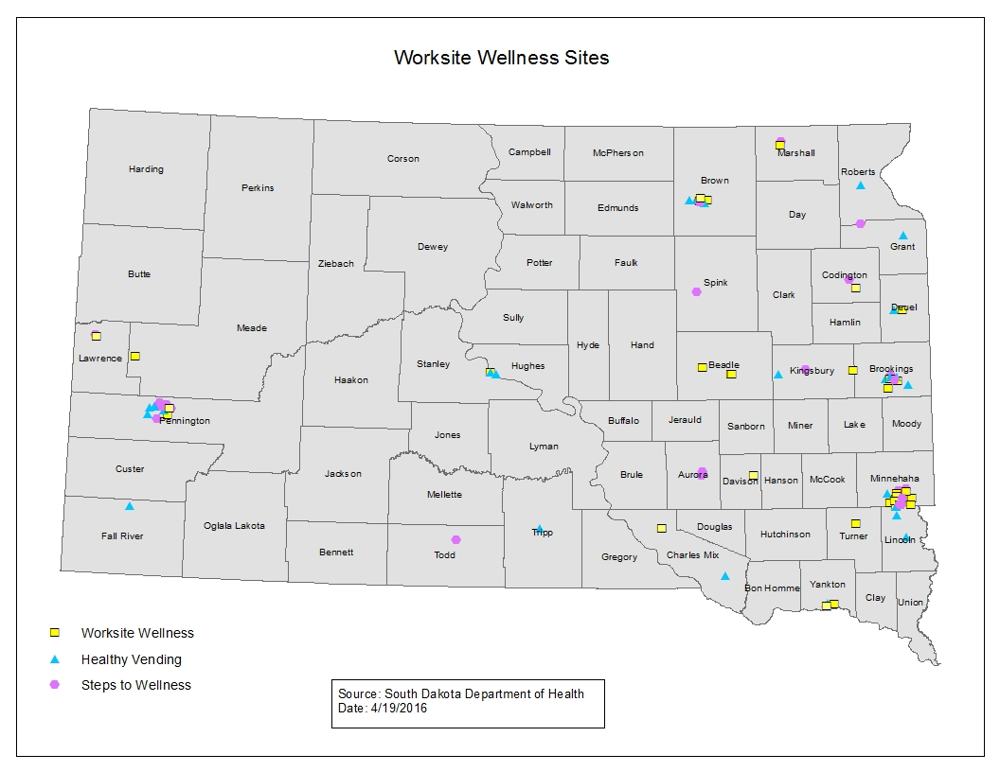 Worksite Wellness Sites
Harding
Perkins
Corson
Campbell
McPherson
Brown
Marshall
Roberts
Walworth
Edmunds
Day
Grant
Butte
Ziebach
Dewey
Potter
Faulk
Spink
Clark
Codington
Deuel
Hamlin
Meade
Sully
Hyde
Hand
Lawrence
Haakon
Stanley
Hughes
Beadle
Kingsbury
Brookings
Pennington
Jones
Lyman
Buffalo
Jerauld
Sanborn
Miner
Lake
Moody
Custer
Jackson
Mellette
Brule
Aurora
Davison
Hanson
McCook
Minnehaha
Fall River
Oglala Lakota
Bennett
Todd
Tripp
Gregory
Douglas
Charles Mix
Hutchinson
Turner
Lincoln
Bon Homme
Yankton
Clay
Union
Worksite Wellness
Healthy Vending
Steps to Wellness
Source: South Dakota Department of Health
Date: 4/19/2016